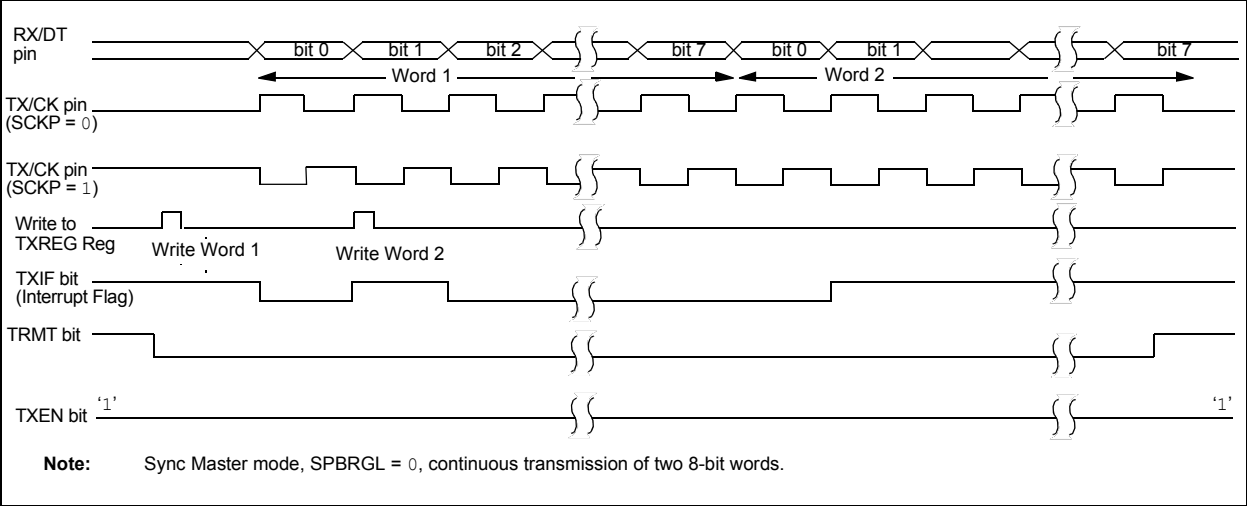 RX/DT
pin
bit 0 bit 1 bit 2 bit 7 bit 0 bit 1 bit 7
Word 1 Word 2
TX/CK pin
(SCKP = 0)
TX/CK pin
(SCKP = 1)
Write to
TXREG Reg
Write Word 1 Write Word 2
TXIF bit
(Interrupt Flag)
TRMT bit
TXEN bit ‘1’ ‘1’
Note: Sync Master mode, SPBRGL = 0, continuous transmission of two 8-bit words.